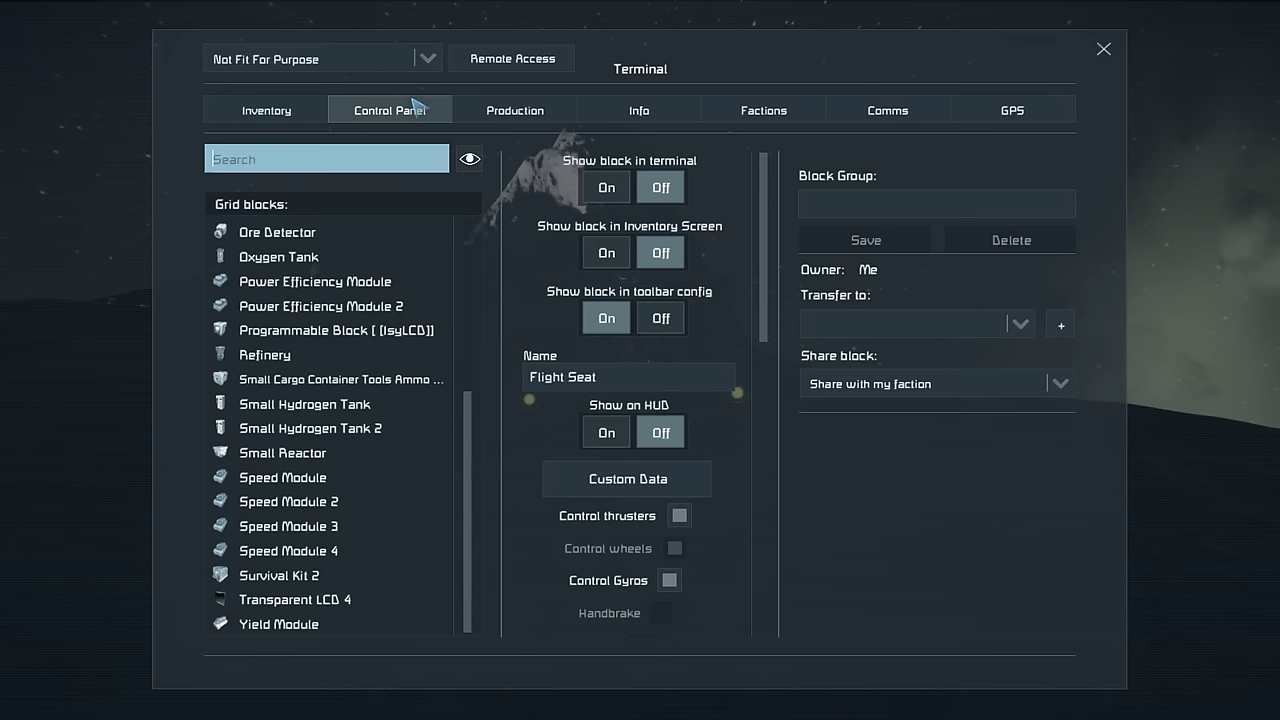 Not Fit For Purpose
Remote Access
Terminal
Inventory
Control Panel
Production
Info
Factions
Comms
GPS
Search
Grid blocks:
Ore Detector
Oxygen Tank
Power Efficiency Module
Power Efficiency Module 2
Programmable Block [ [IsyLCD]]
Refinery
Small Cargo Container Tools Ammo ...
Small Hydrogen Tank
Small Hydrogen Tank 2
Small Reactor
Speed Module
Speed Module 2
Speed Module 3
Speed Module 4
Survival Kit 2
Transparent LCD 4
Yield Module
Show block in terminal
On Off
Show block in Inventory Screen
On Off
Show block in toolbar config
On Off
Name
Flight Seat
Show on HUD
On Off
Custom Data
Control thrusters
Control wheels
Control Gyros
Handbrake
Block Group:
Save Delete
Owner: Me
Transfer to:
+
Share block:
Share with my faction